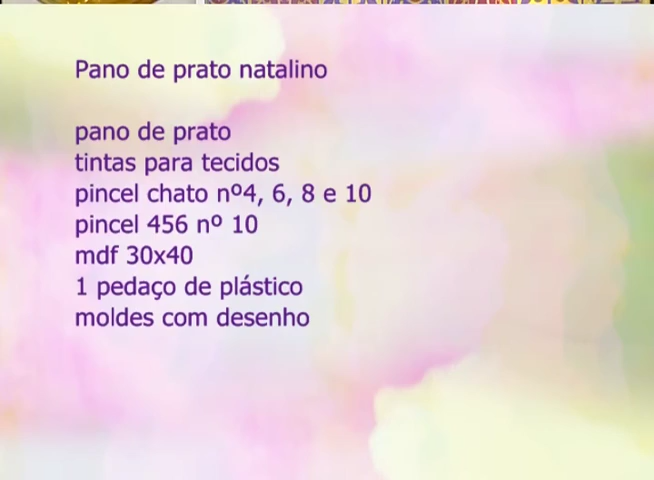 Pano de prato natalino
pano de prato
tintas para tecidos
pincel chato nº4, 6, 8 e 10
pincel 456 nº 10
mdf 30x40
1 pedaço de plástico
moldes com desenho